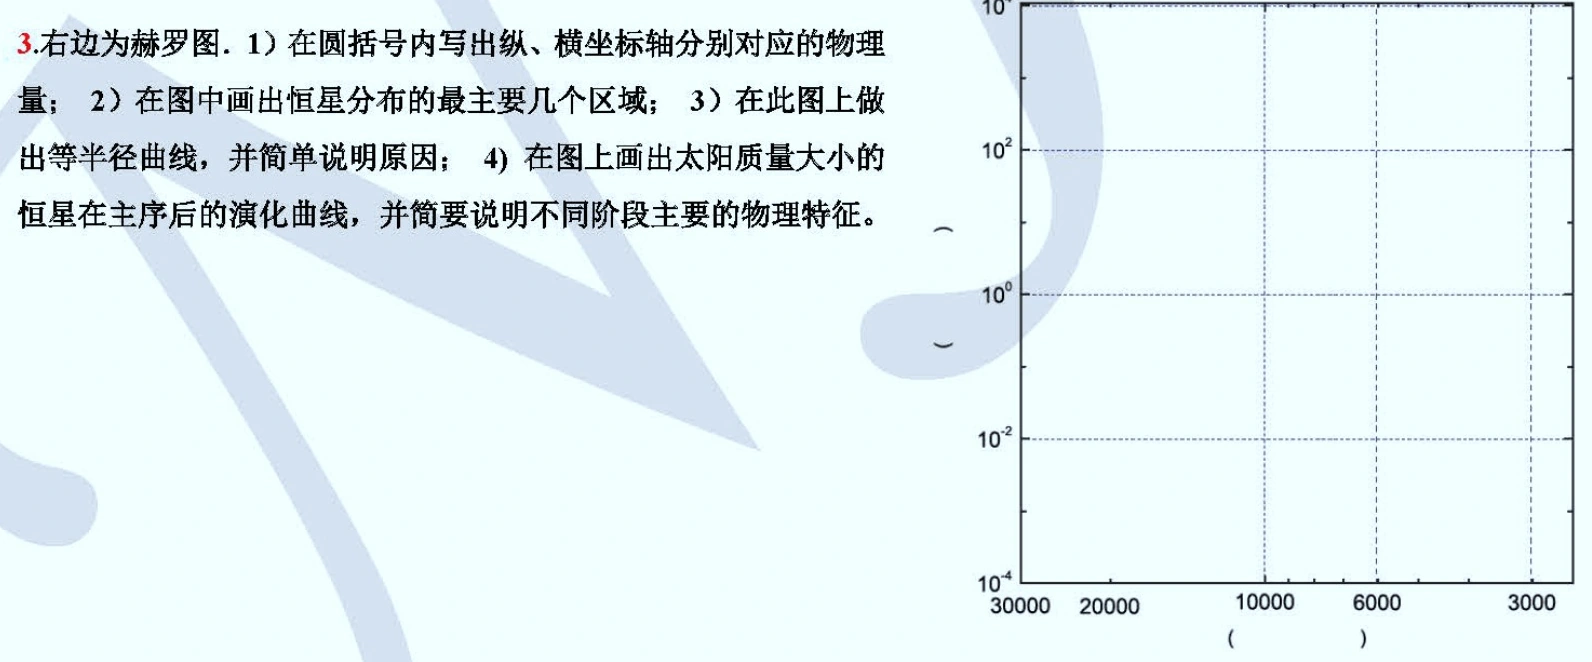 3.右边为赫罗图．1）在圆括号内写出纵、横坐标轴分别对应的物理
量； 2）在图中画出恒星分布的最主要几个区域； 3）在此图上做
出等半径曲线，并简单说明原因； 4) 在图上画出太阳质量大小的
恒星在主序后的演化曲线，并简要说明不同阶段主要的物理特征。
10²
( )
10⁰
10⁻²
10⁻⁴
30000 20000 10000 6000 3000
( )